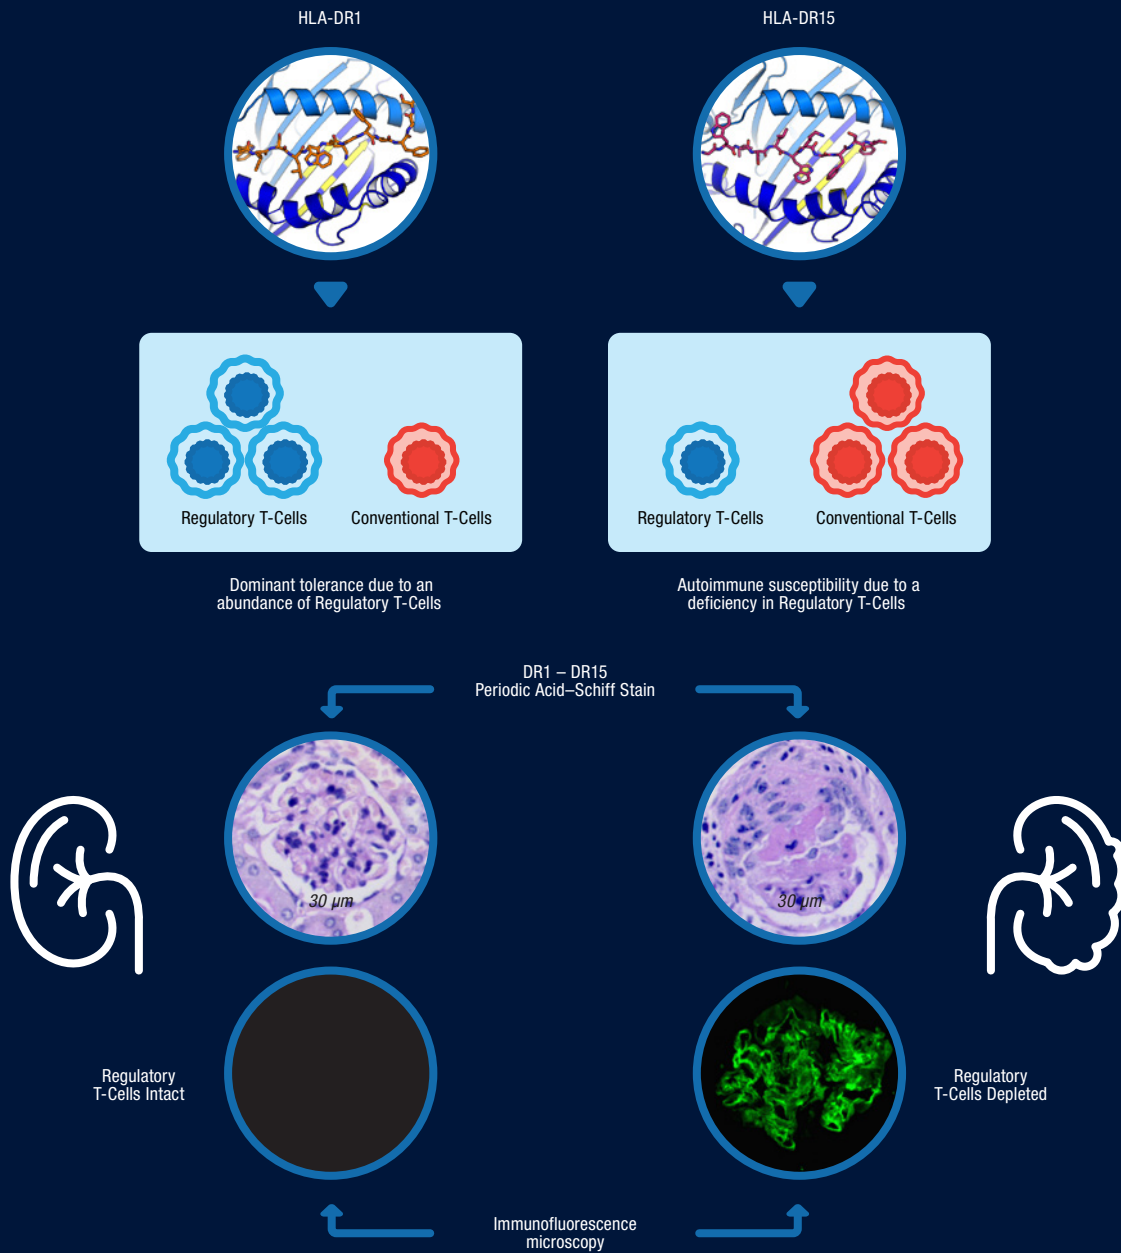 HLA-DR1
HLA-DR15
Regulatory T-Cells
Conventional T-Cells
Regulatory T-Cells
Conventional T-Cells
Dominant tolerance due to an
abundance of Regulatory T-Cells
Autoimmune susceptibility due to a
deficiency in Regulatory T-Cells
DR1 – DR15
Periodic Acid–Schiff Stain
30 µm
30 µm
Regulatory
T-Cells Intact
Regulatory
T-Cells Depleted
Immunofluorescence
microscopy